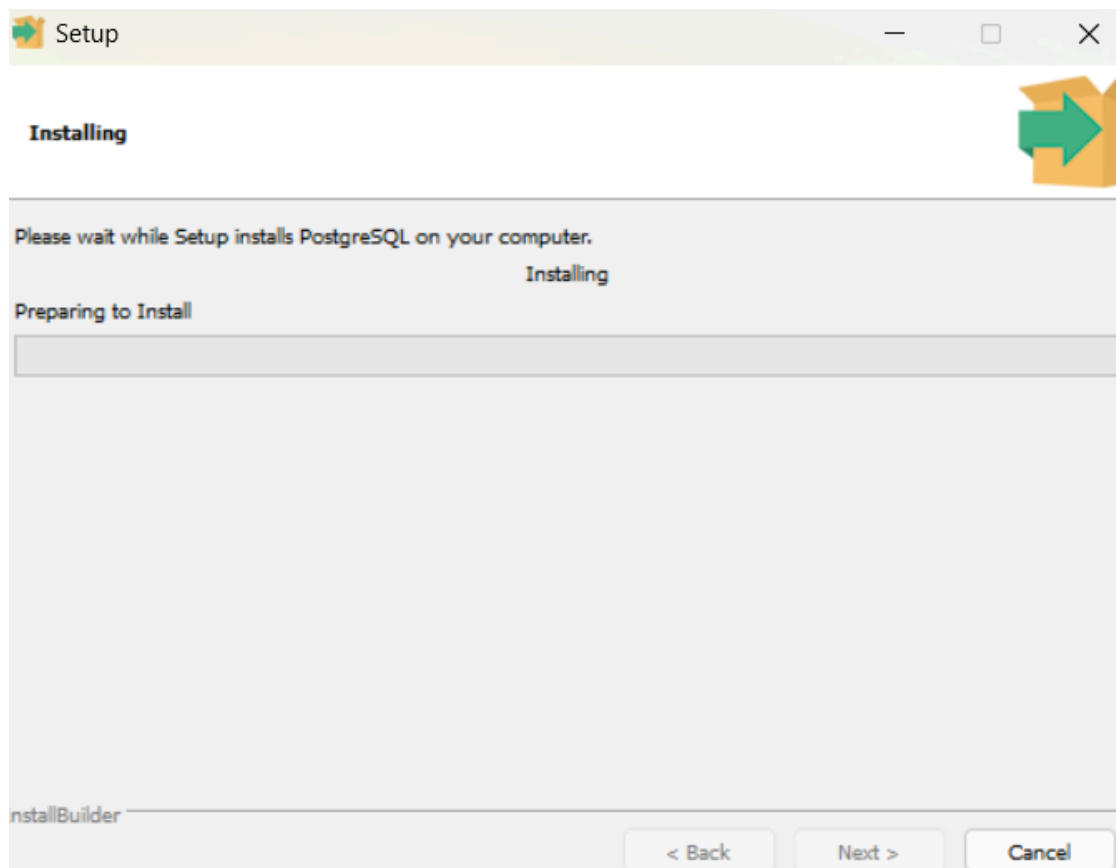 Setup
Installing
Please wait while Setup installs PostgreSQL on your computer.
Installing
Preparing to Install
nstallBuilder
< Back Next > Cancel